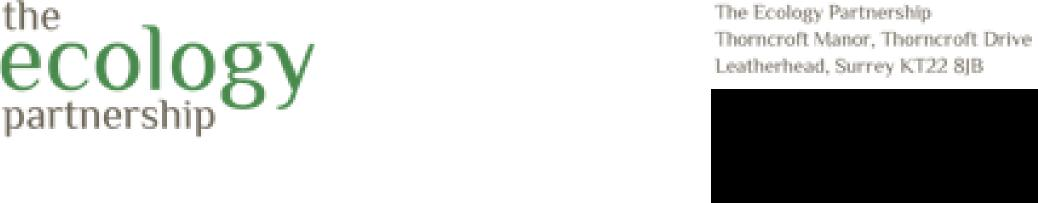 the
ecology
partnership
The Ecology Partnership
Thorncroft Manor, Thorncroft Drive
Leatherhead, Surrey KT22 8JB